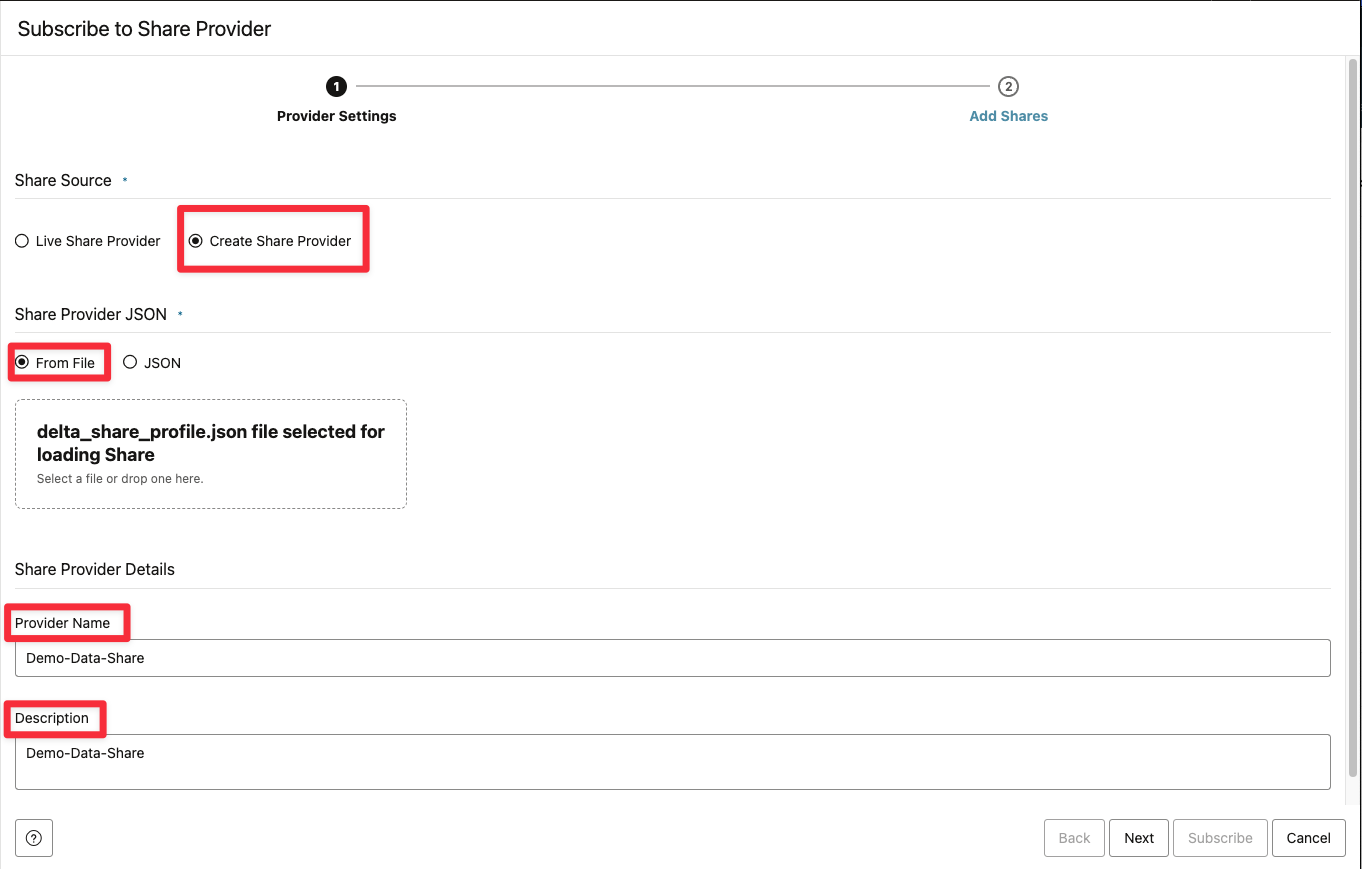 Subscribe to Share Provider
1
2
Provider Settings
Add Shares
Share Source *
Live Share Provider
Create Share Provider
Share Provider JSON *
From File
JSON
delta_share_profile.json file selected for
loading Share
Select a file or drop one here.
Share Provider Details
Provider Name
Demo-Data-Share
Description
Demo-Data-Share
?
Back
Next
Subscribe
Cancel